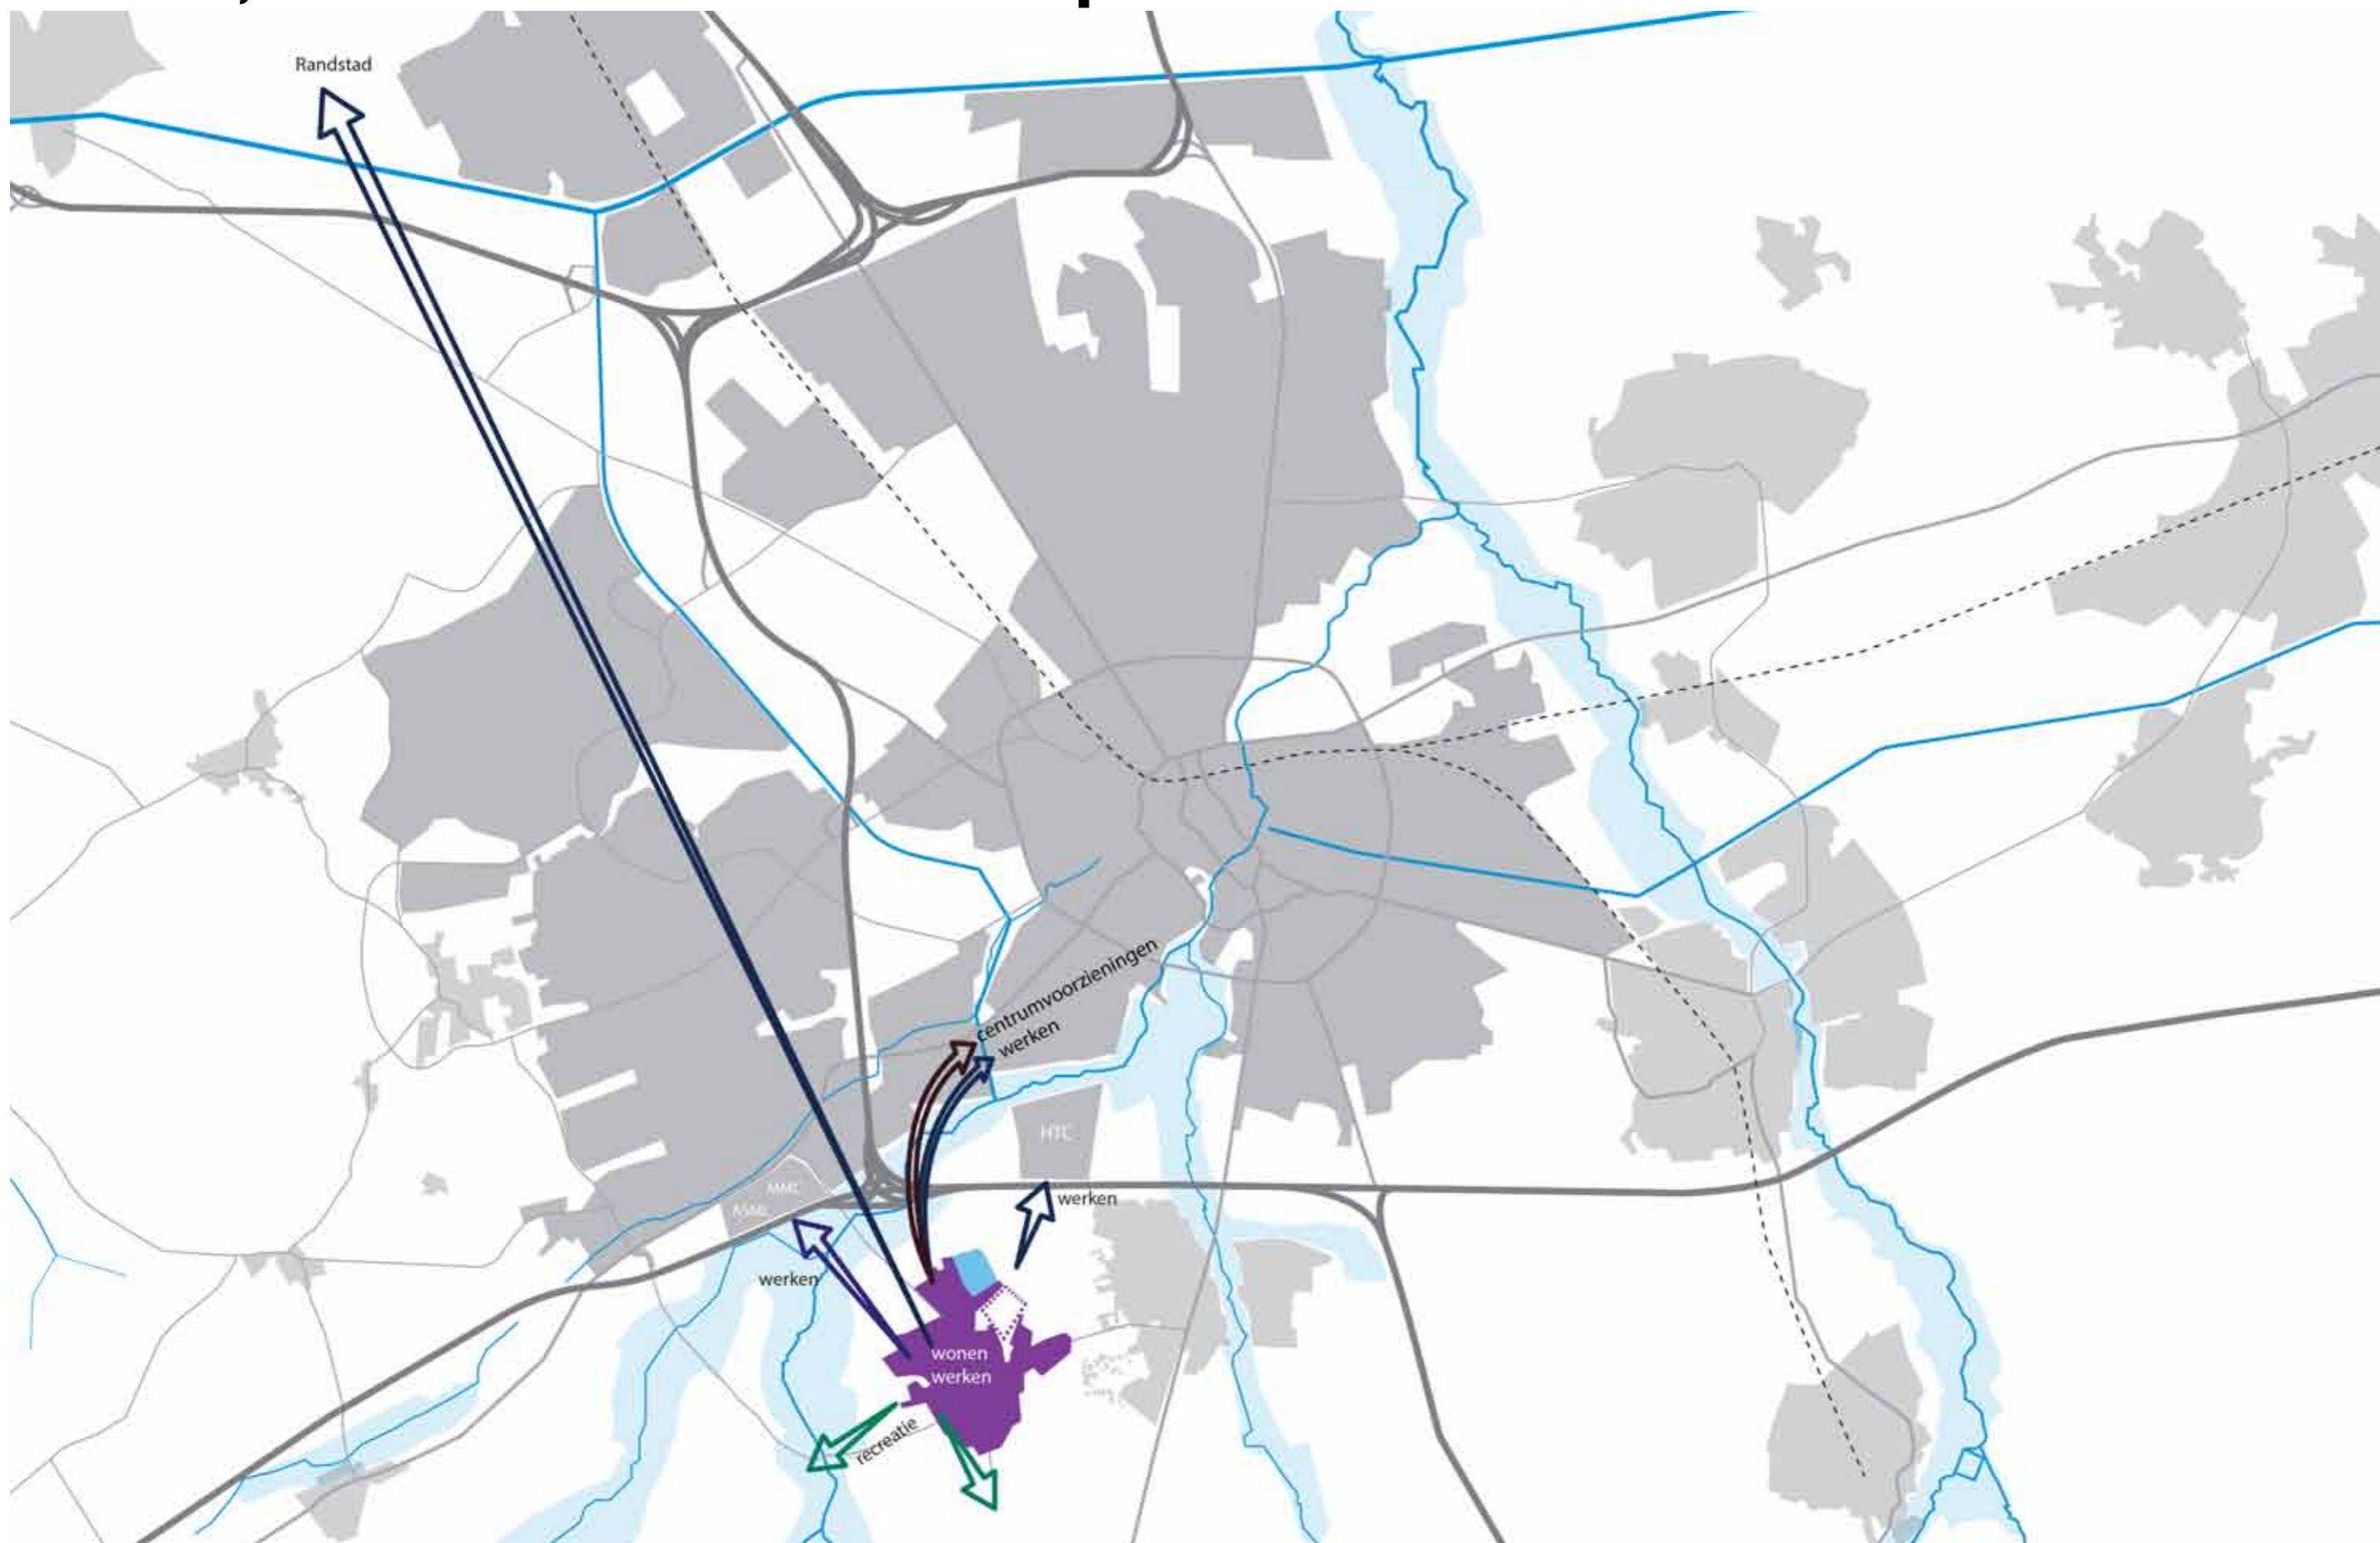 Randstad
centrumvoorzieningen
werken
HTC
werken
MMC
werken
wonen
werken
recreatie